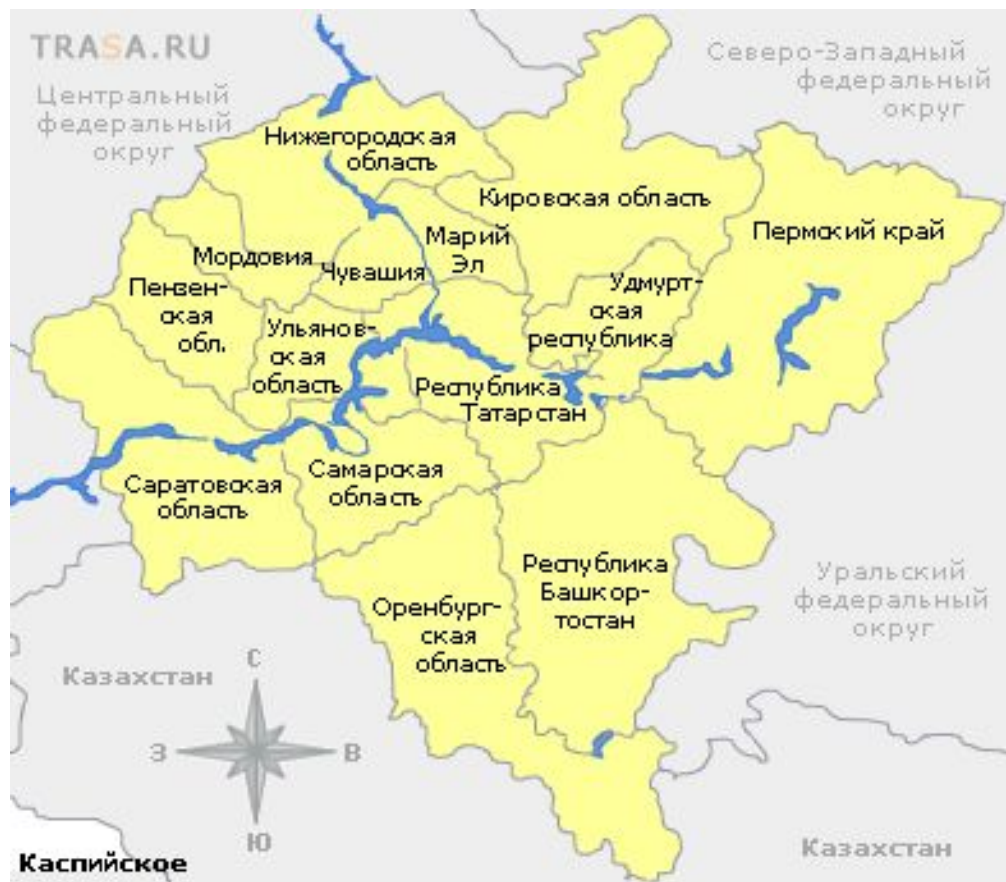 TRASA.RU
Центральный
федеральный
округ
Северо-Западный
федеральный
округ
Нижегородская
область
Кировская область
Пермский край
Марий
Эл
Мордовия
Чувашия
Удмурт-
ская
республика
Пензен-
ская
обл.
Ульянов-
ская
область
Республика
Татарстан
Самарская
область
Саратовская
область
Республика
Башкор-
тостан
Оренбург-
ская
область
Уральский
федеральный
округ
Казахстан
С
З
В
Ю
Казахстан
Каспийское